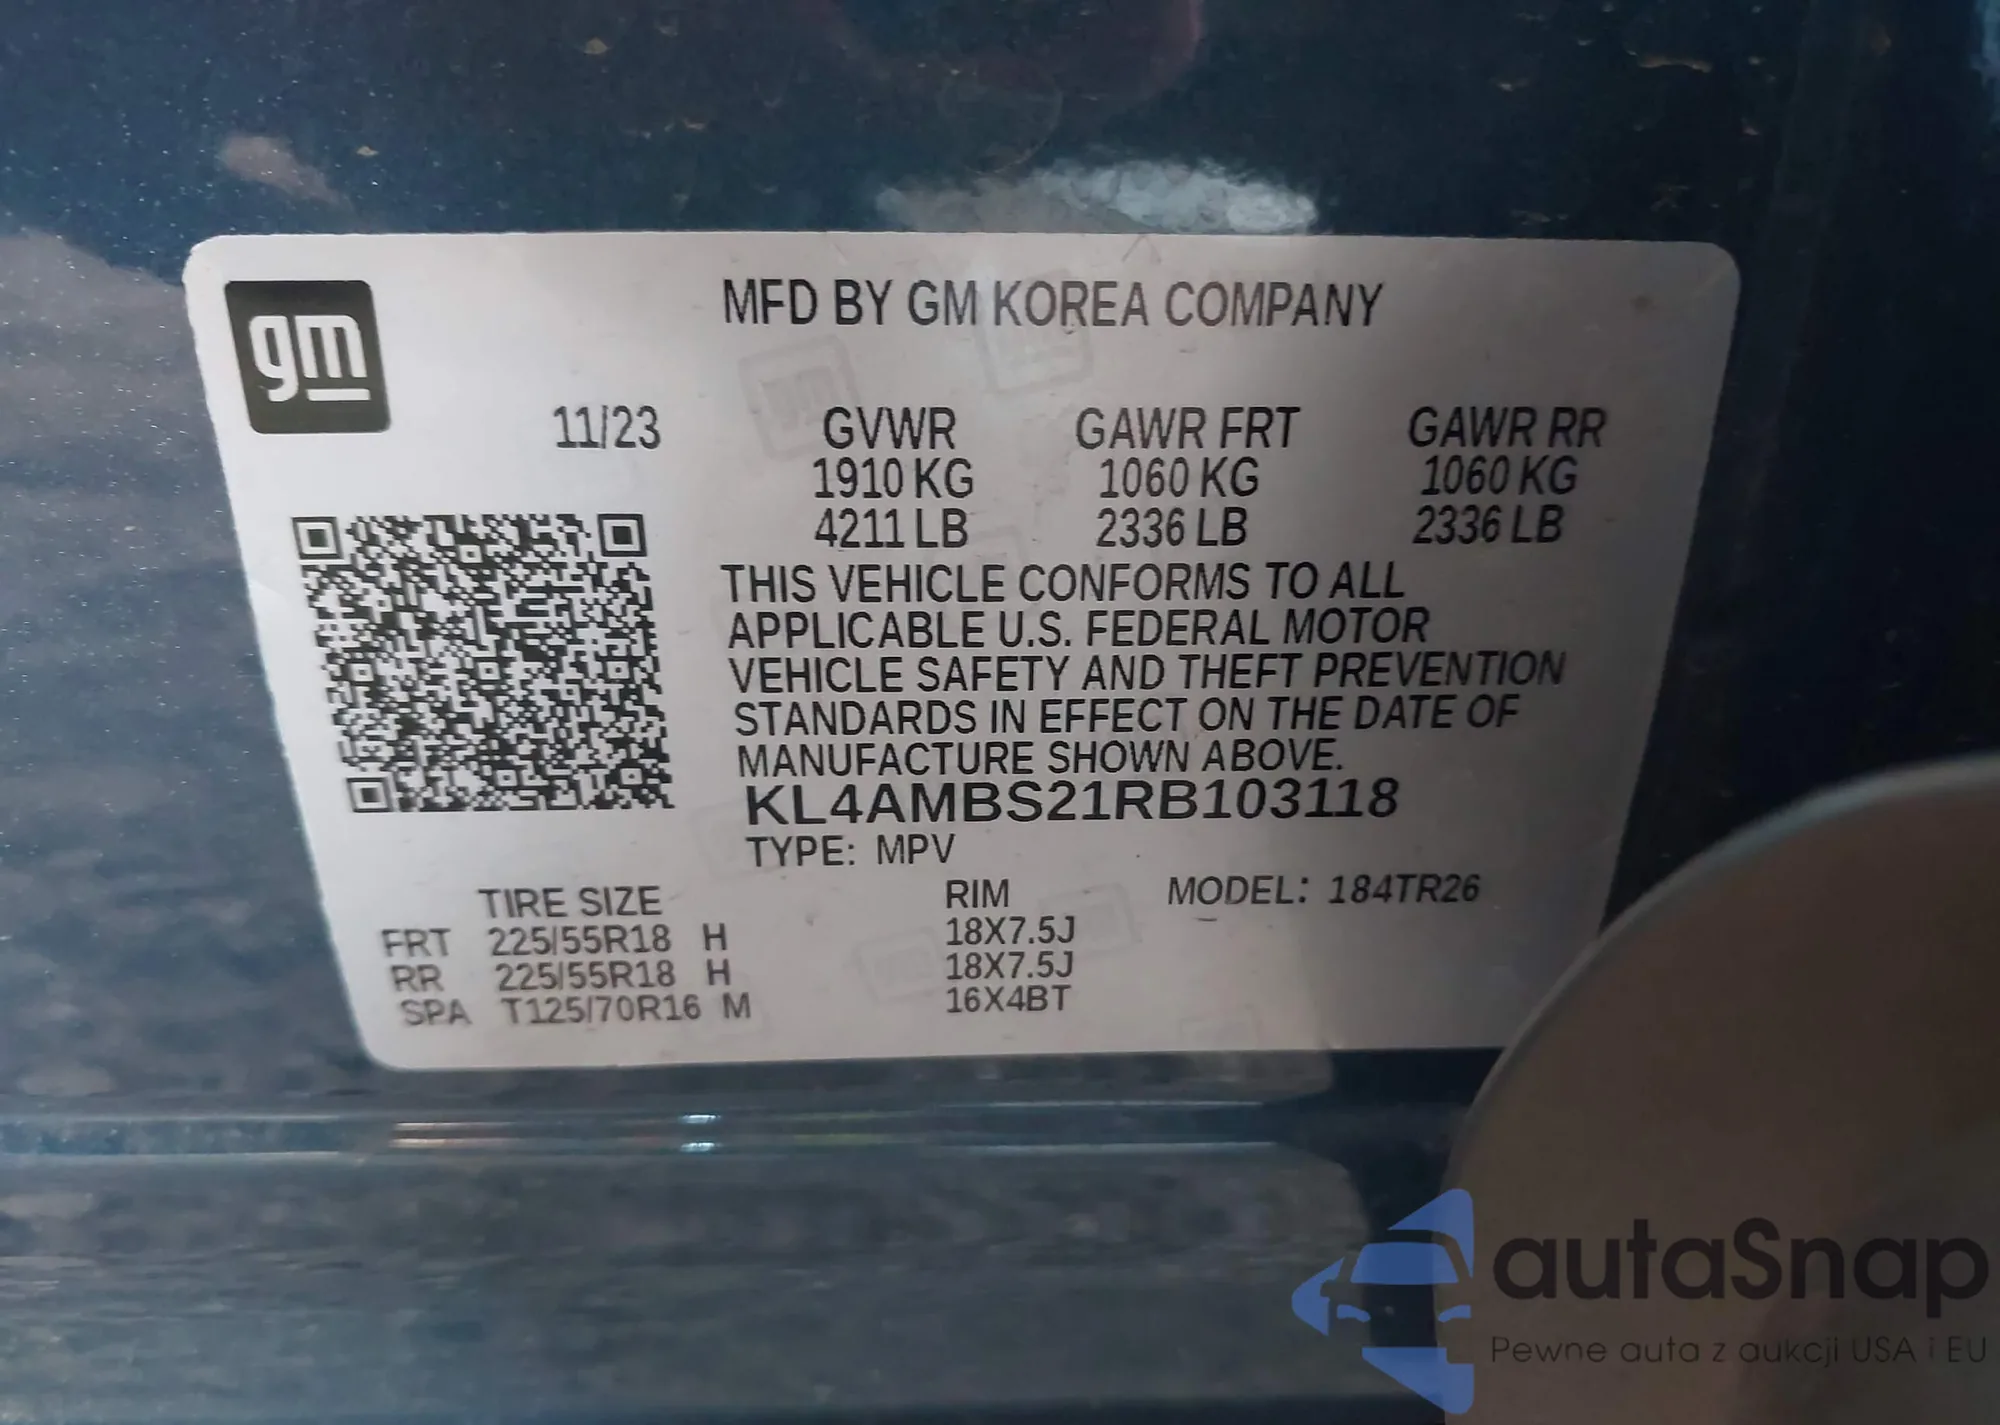 gm
MFD BY GM KOREA COMPANY
11/23 GVWR GAWR FRT GAWR RR
1910 KG 1060 KG 1060 KG
4211 LB 2336 LB 2336 LB
THIS VEHICLE CONFORMS TO ALL
APPLICABLE U.S. FEDERAL MOTOR
VEHICLE SAFETY AND THEFT PREVENTION
STANDARDS IN EFFECT ON THE DATE OF
MANUFACTURE SHOWN ABOVE.
KL4AMBS21RB103118
TYPE: MPV
TIRE SIZE RIM MODEL: 184TR26
FRT 225/55R18 H 18X7.5J
RR 225/55R18 H 18X7.5J
SPA T125/70R16 M 16X4BT
autaSnap
Pewne auta z aukcji USA i EU